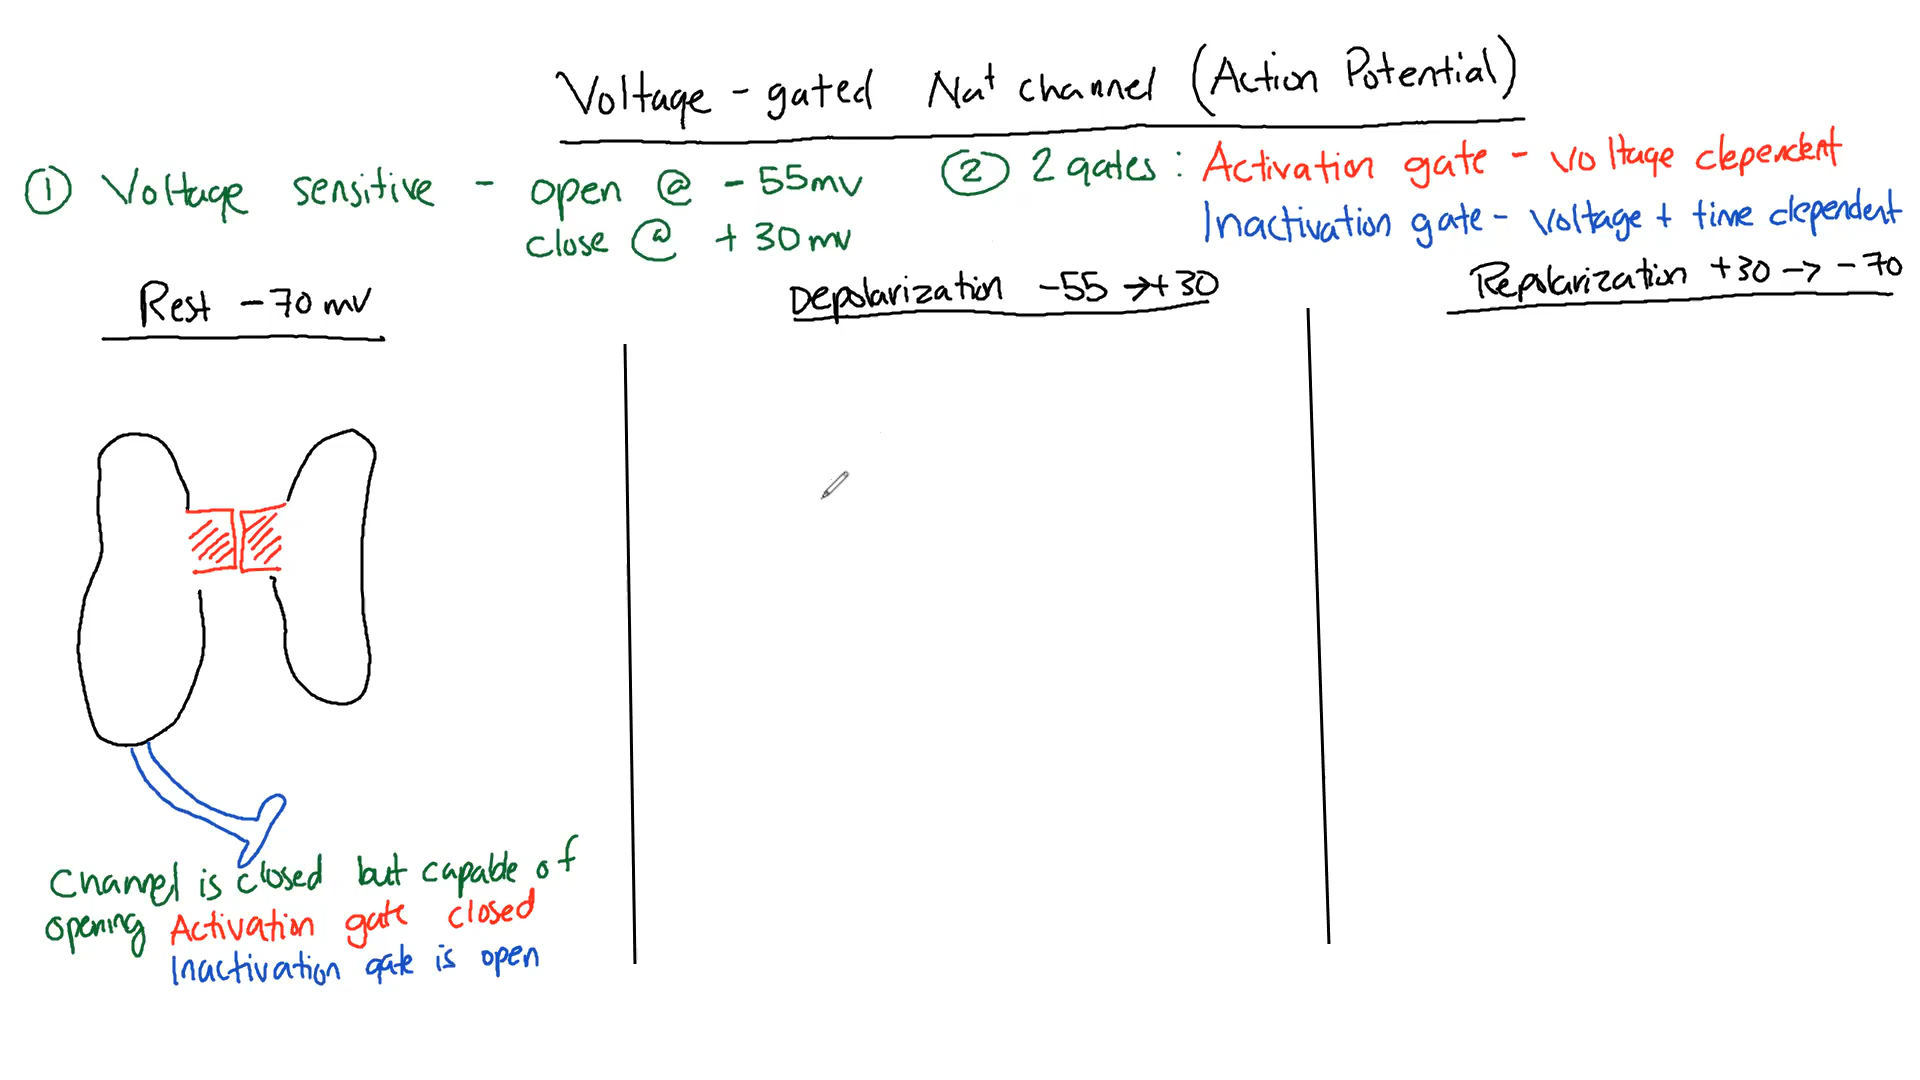 Voltage - gated Na+ channel (Action Potential)
① Voltage sensitive - open @ -55mv
close @ +30mv
② 2 gates: Activation gate - voltage dependent
Inactivation gate - voltage + time dependent
Rest -70mv
Depolarization -55 →+30
Repolarization +30 -> -70
Channel is closed but capable of
opening Activation gate closed
Inactivation gate is open